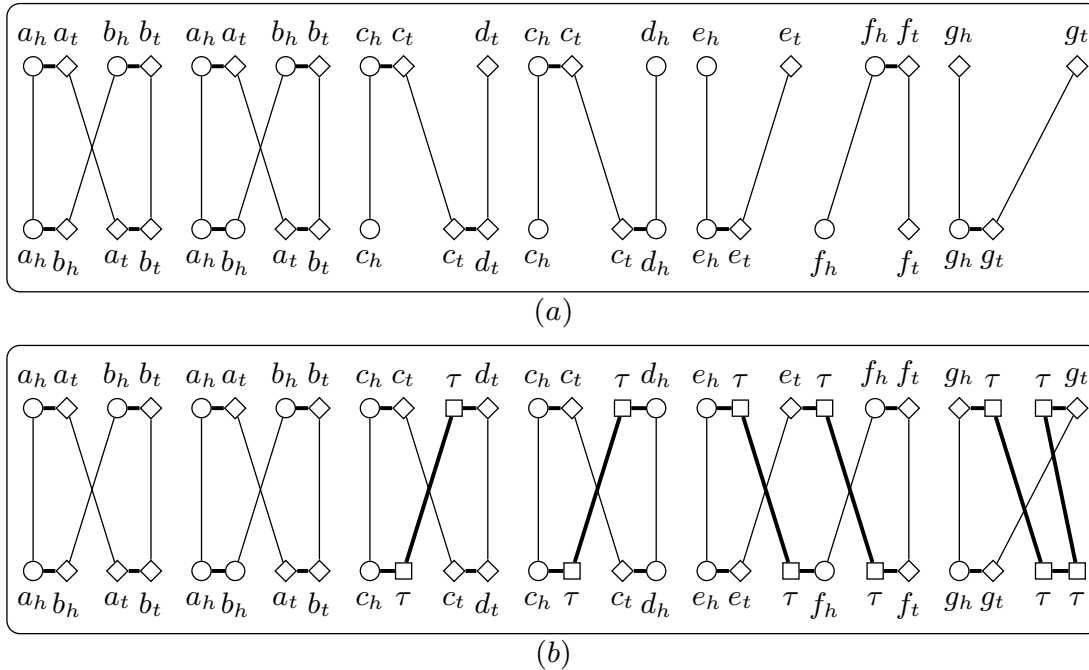 a_h a_t b_h b_t a_h a_t b_h b_t c_h c_t d_t c_h c_t d_h e_h e_t f_h f_t g_h g_t
a_h b_h a_t b_t a_h b_h a_t b_t c_h c_t d_t c_h c_t d_h e_h e_t f_h f_t g_h g_t
(a)
a_h a_t b_h b_t a_h a_t b_h b_t c_h c_t τ d_t c_h c_t τ d_h e_h τ e_t τ f_h f_t g_h τ τ g_t
a_h b_h a_t b_t a_h b_h a_t b_t c_h τ c_t d_t c_h τ c_t d_h e_h e_t τ f_h τ f_t g_h g_t τ τ
(b)